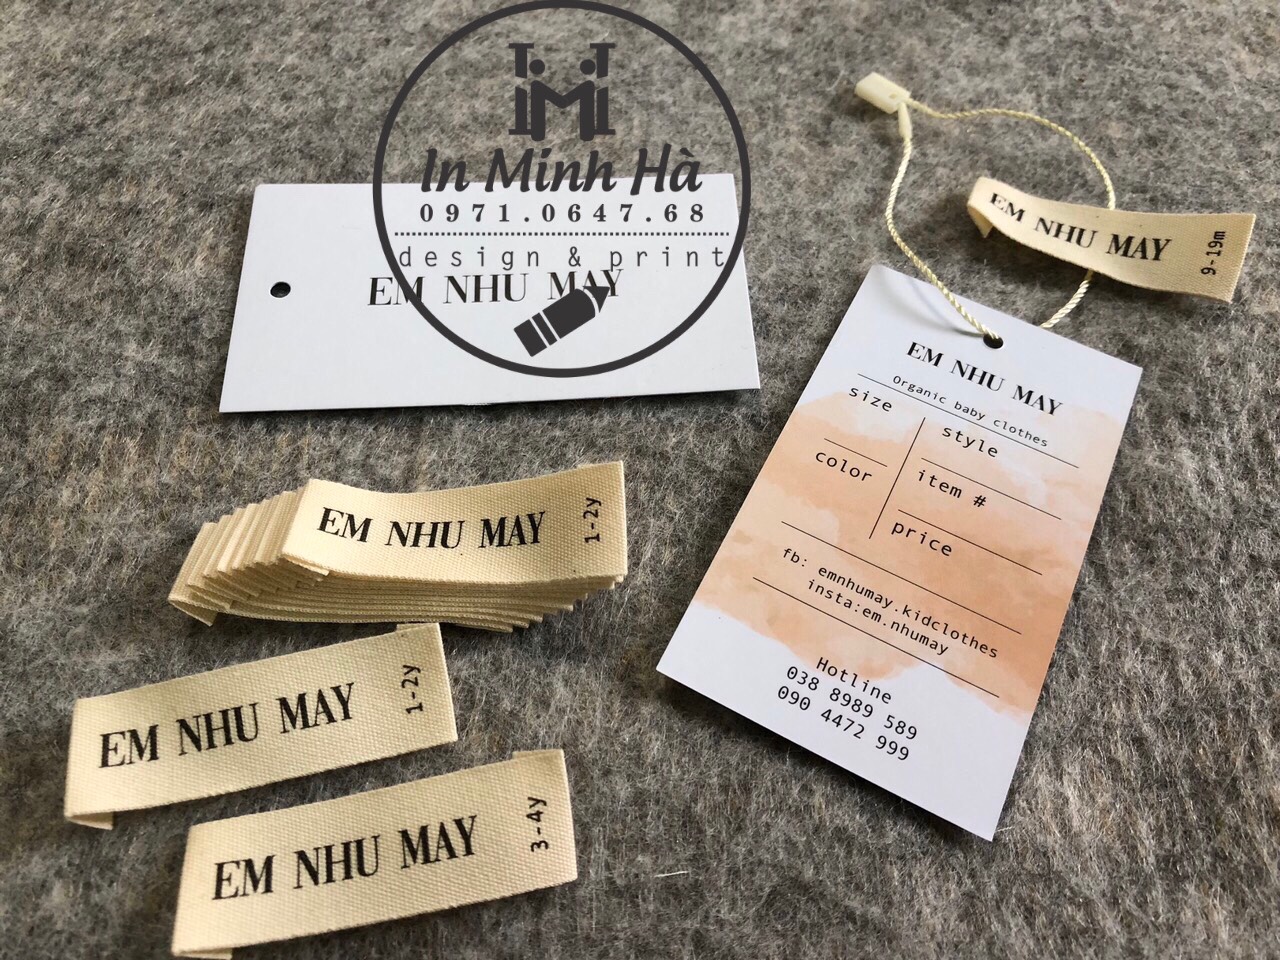 In Minh Hà
0971.0647.68
design & print
EM NHU MAY
EM NHU MAY
9-19m
EM NHU MAY
Organic baby clothes
size
style
color
item #
price
fb: emnhumay.kidclothes
insta:em.nhumay
Hotline
038 8989 589
090 4472 999
EM NHU MAY
1-2y
EM NHU MAY
1-2y
EM NHU MAY
3-4y